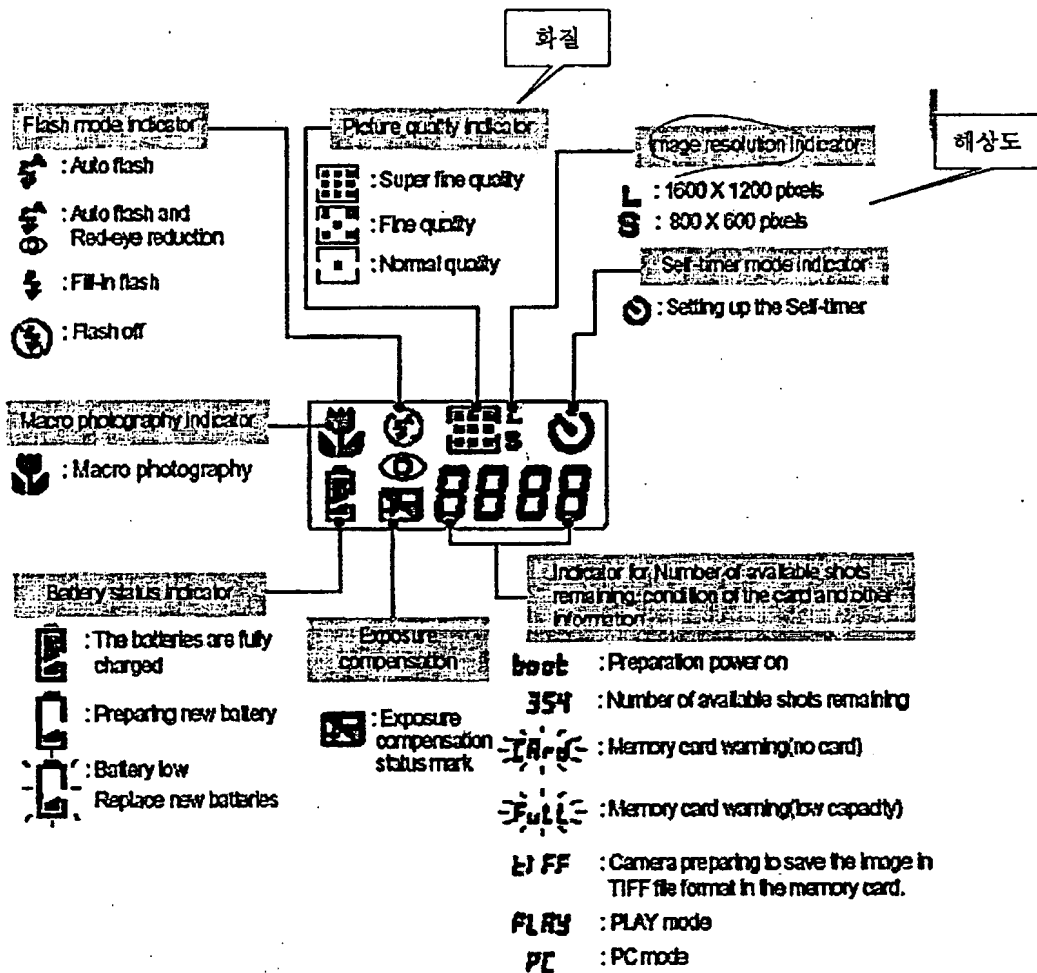 화질
해상도
Flash mode indicator
: Auto flash
: Auto flash and
Red-eye reduction
: Fill-in flash
: Flash off
Picture quality indicator
: Super fine quality
: Fine quality
: Normal quality
Image resolution indicator
L : 1600 X 1200 pixels
S : 800 X 600 pixels
Self-timer mode indicator
: Setting up the Self-timer
Macro photography indicator
: Macro photography
L
S
8888
Battery status indicator
: The batteries are fully
charged
: Preparing new battery
: Battery low
Replace new batteries
Exposure
compensation
: Exposure
compensation
status mark
Indicator for Number of available shots
remaining, condition of the card and other
information
boot : Preparation power on
354 : Number of available shots remaining
CArd : Memory card warning(no card)
FuLL : Memory card warning(low capacity)
tIFF : Camera preparing to save the image in
TIFF file format in the memory card.
PLAY : PLAY mode
PC : PC mode